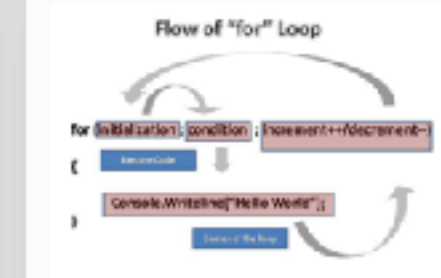 Flow of "for" Loop
for (initialization ; condition ; increment++/decrement--)
{
Console.Writeline("Hello World");
}